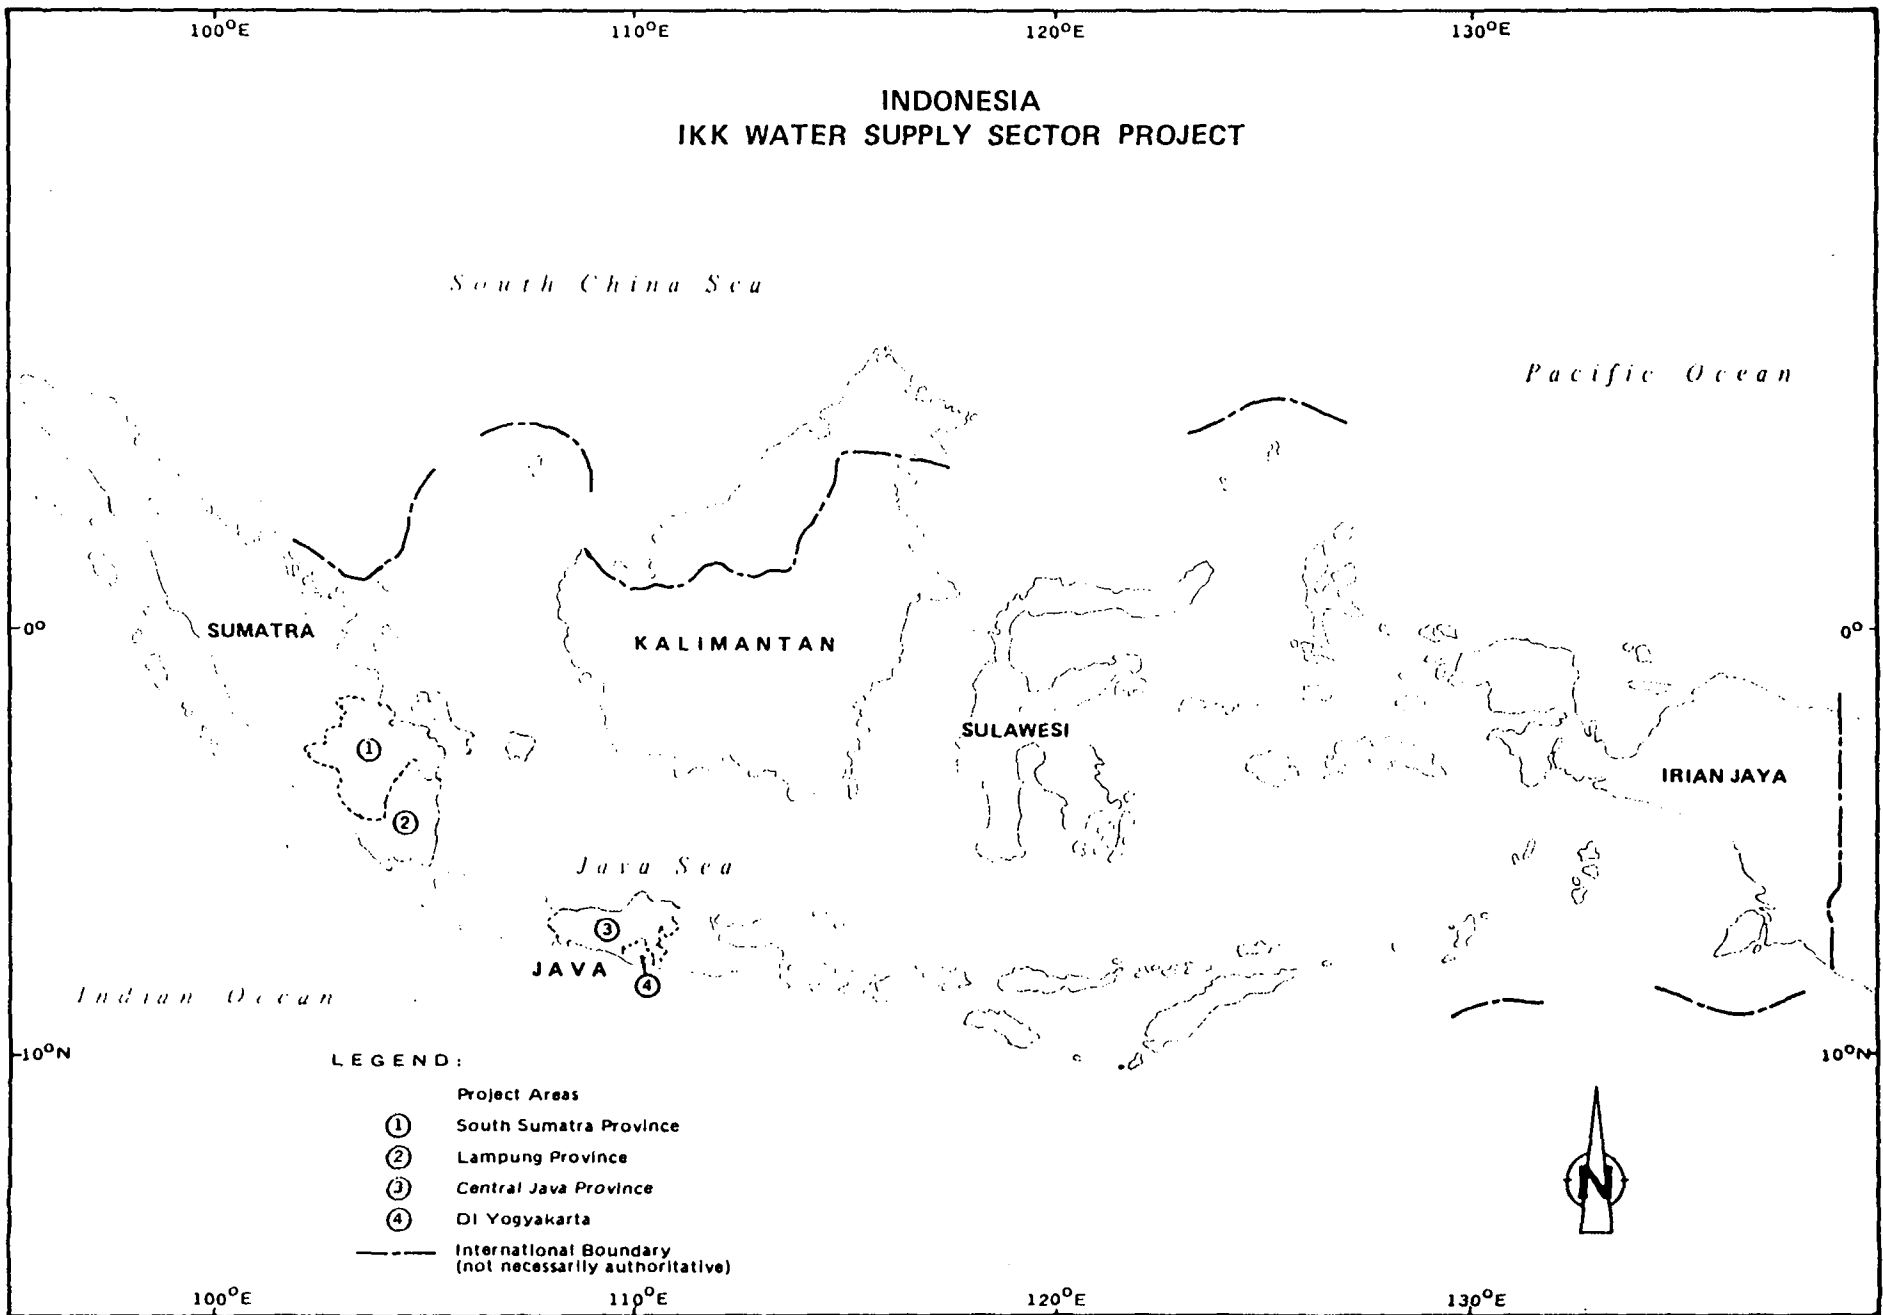 100°E 110°E 120°E 130°E
INDONESIA
IKK WATER SUPPLY SECTOR PROJECT
South China Sea
Pacific Ocean
0° SUMATRA KALIMANTAN 0°
SULAWESI
①
IRIAN JAYA
②
Java Sea
③
JAVA
④
Indian Ocean
10°N 10°N
LEGEND:
Project Areas
① South Sumatra Province
② Lampung Province
③ Central Java Province
④ DI Yogyakarta
International Boundary
(not necessarily authoritative)
N
100°E 110°E 120°E 130°E